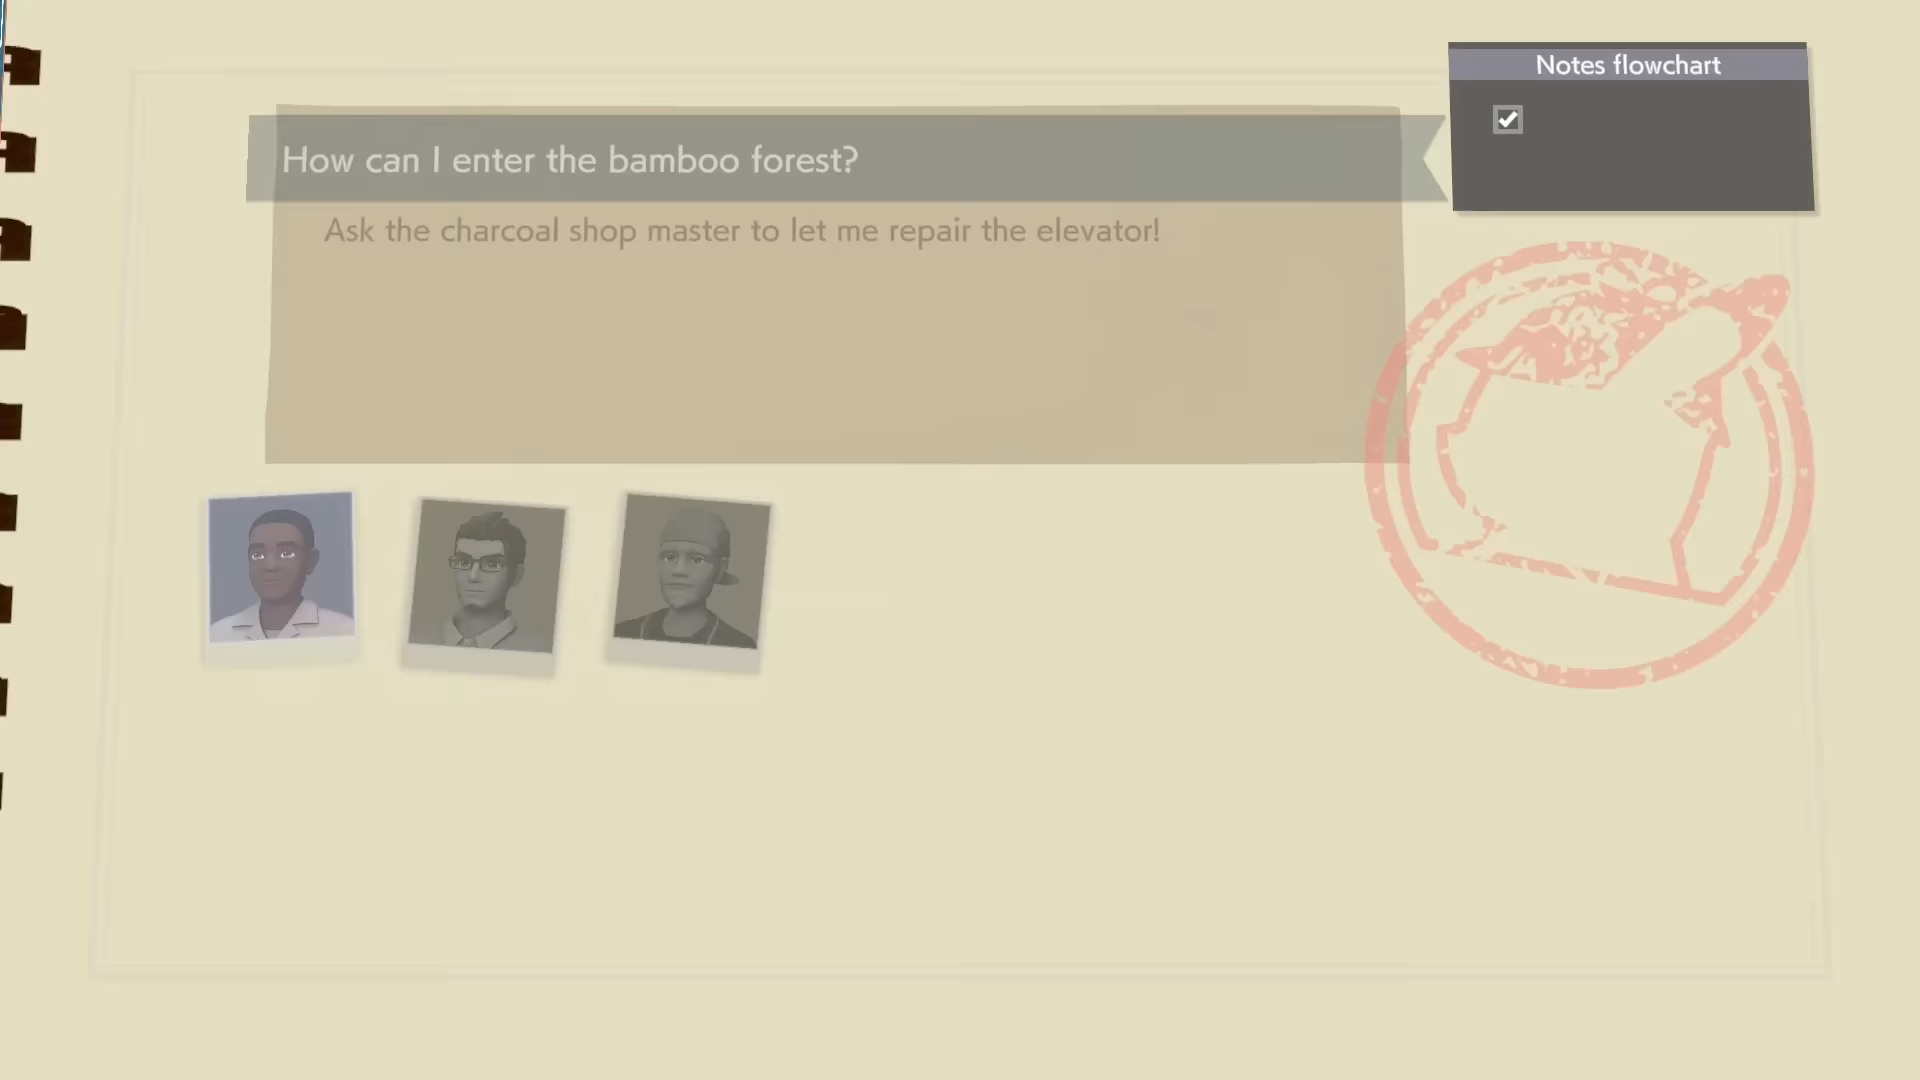 Notes flowchart
How can I enter the bamboo forest?
Ask the charcoal shop master to let me repair the elevator!